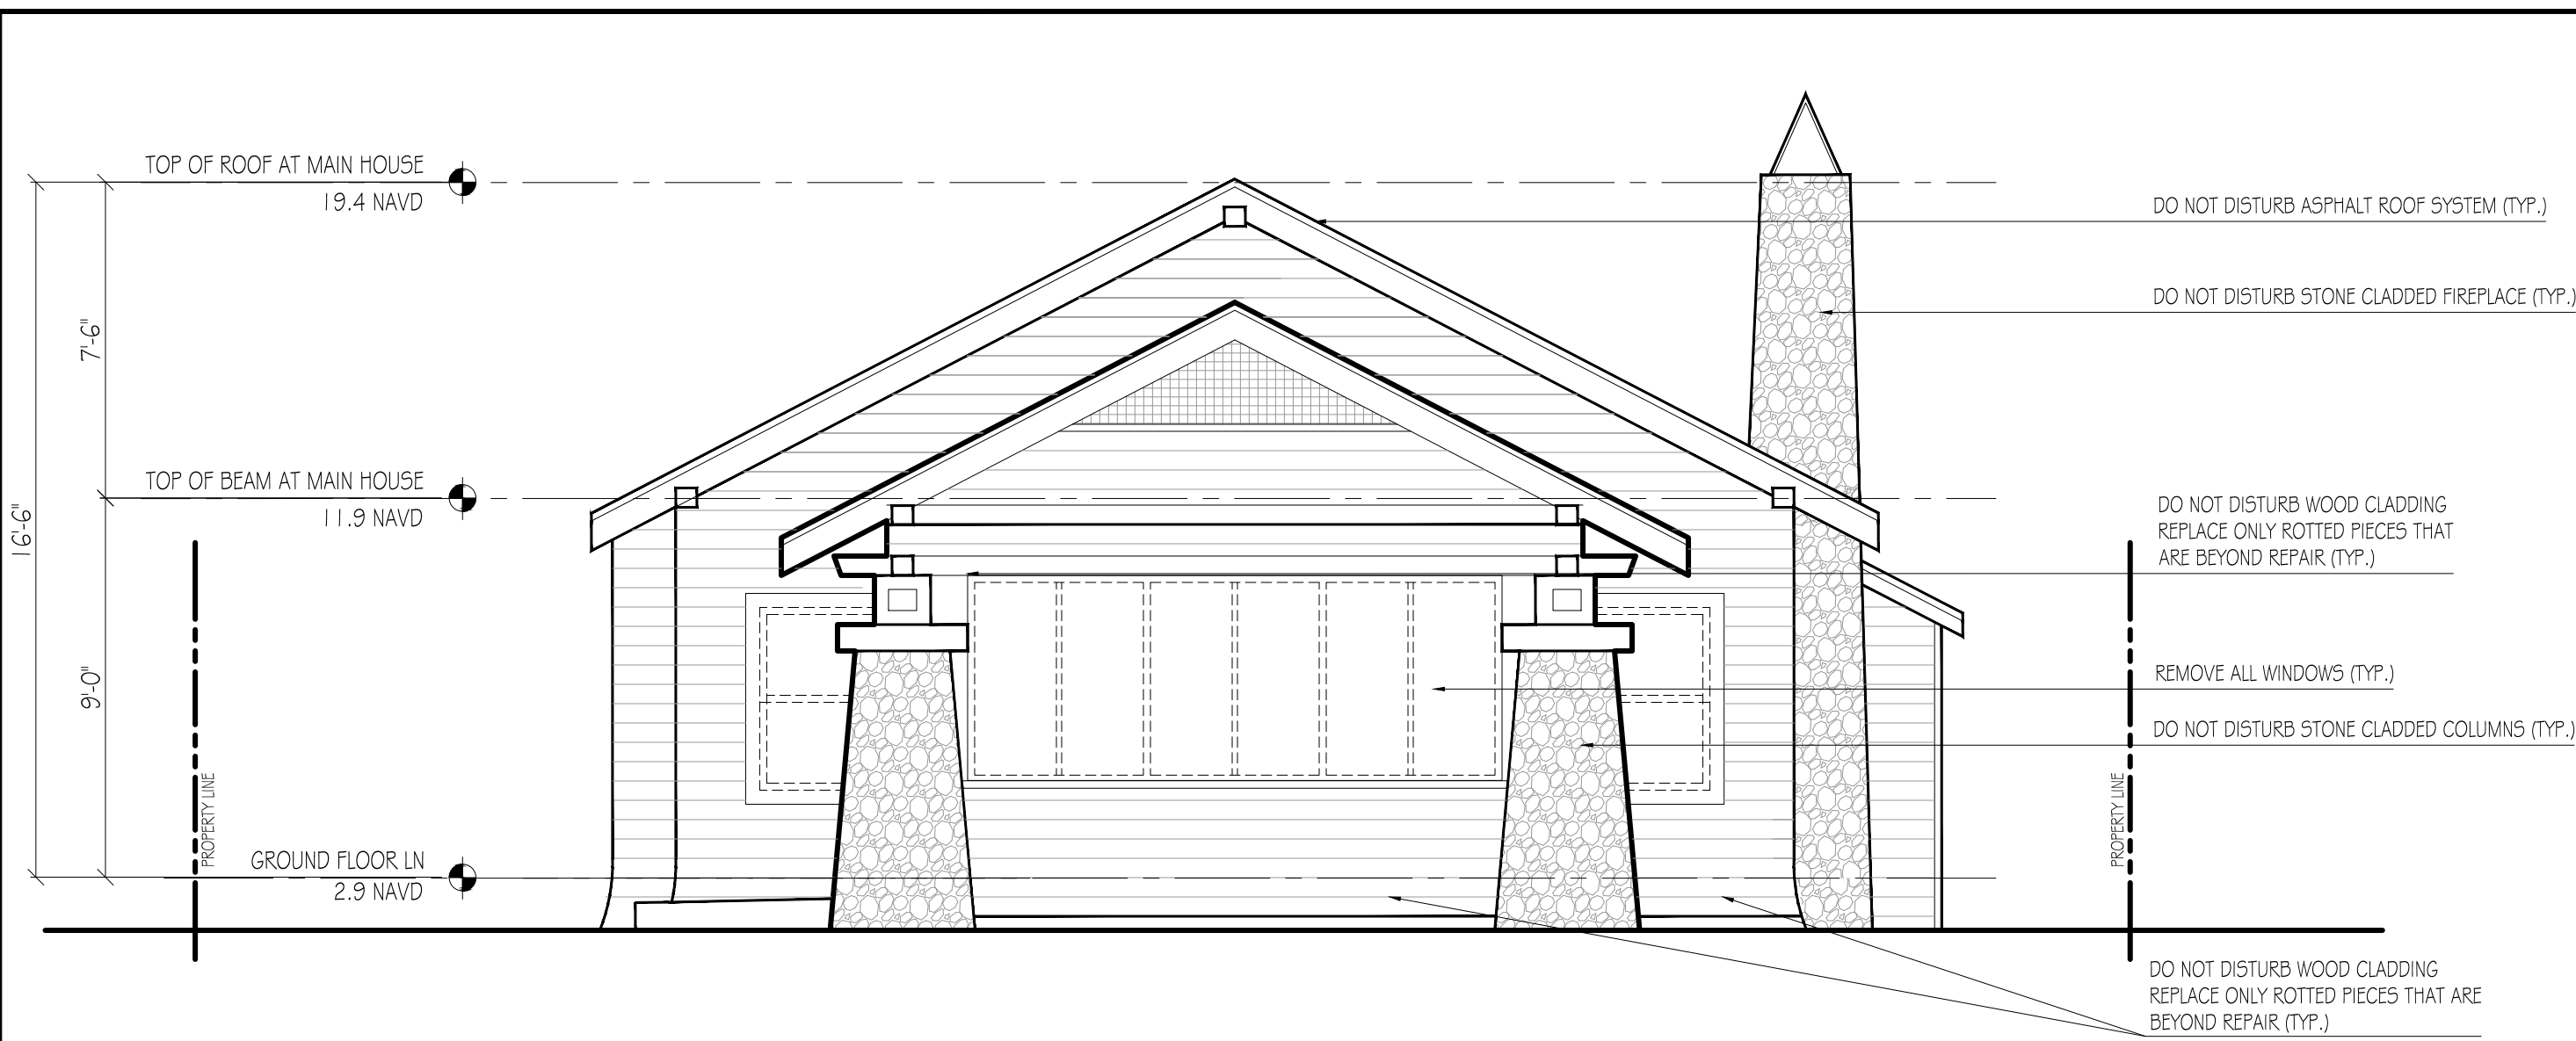 TOP OF ROOF AT MAIN HOUSE
19.4 NAVD
7'-6"
16'-6"
TOP OF BEAM AT MAIN HOUSE
11.9 NAVD
9'-0"
PROPERTY LINE
GROUND FLOOR LN
2.9 NAVD
DO NOT DISTURB ASPHALT ROOF SYSTEM (TYP.)
DO NOT DISTURB STONE CLADDED FIREPLACE (TYP.)
DO NOT DISTURB WOOD CLADDING
REPLACE ONLY ROTTED PIECES THAT
ARE BEYOND REPAIR (TYP.)
REMOVE ALL WINDOWS (TYP.)
DO NOT DISTURB STONE CLADDED COLUMNS (TYP.)
PROPERTY LINE
DO NOT DISTURB WOOD CLADDING
REPLACE ONLY ROTTED PIECES THAT ARE
BEYOND REPAIR (TYP.)